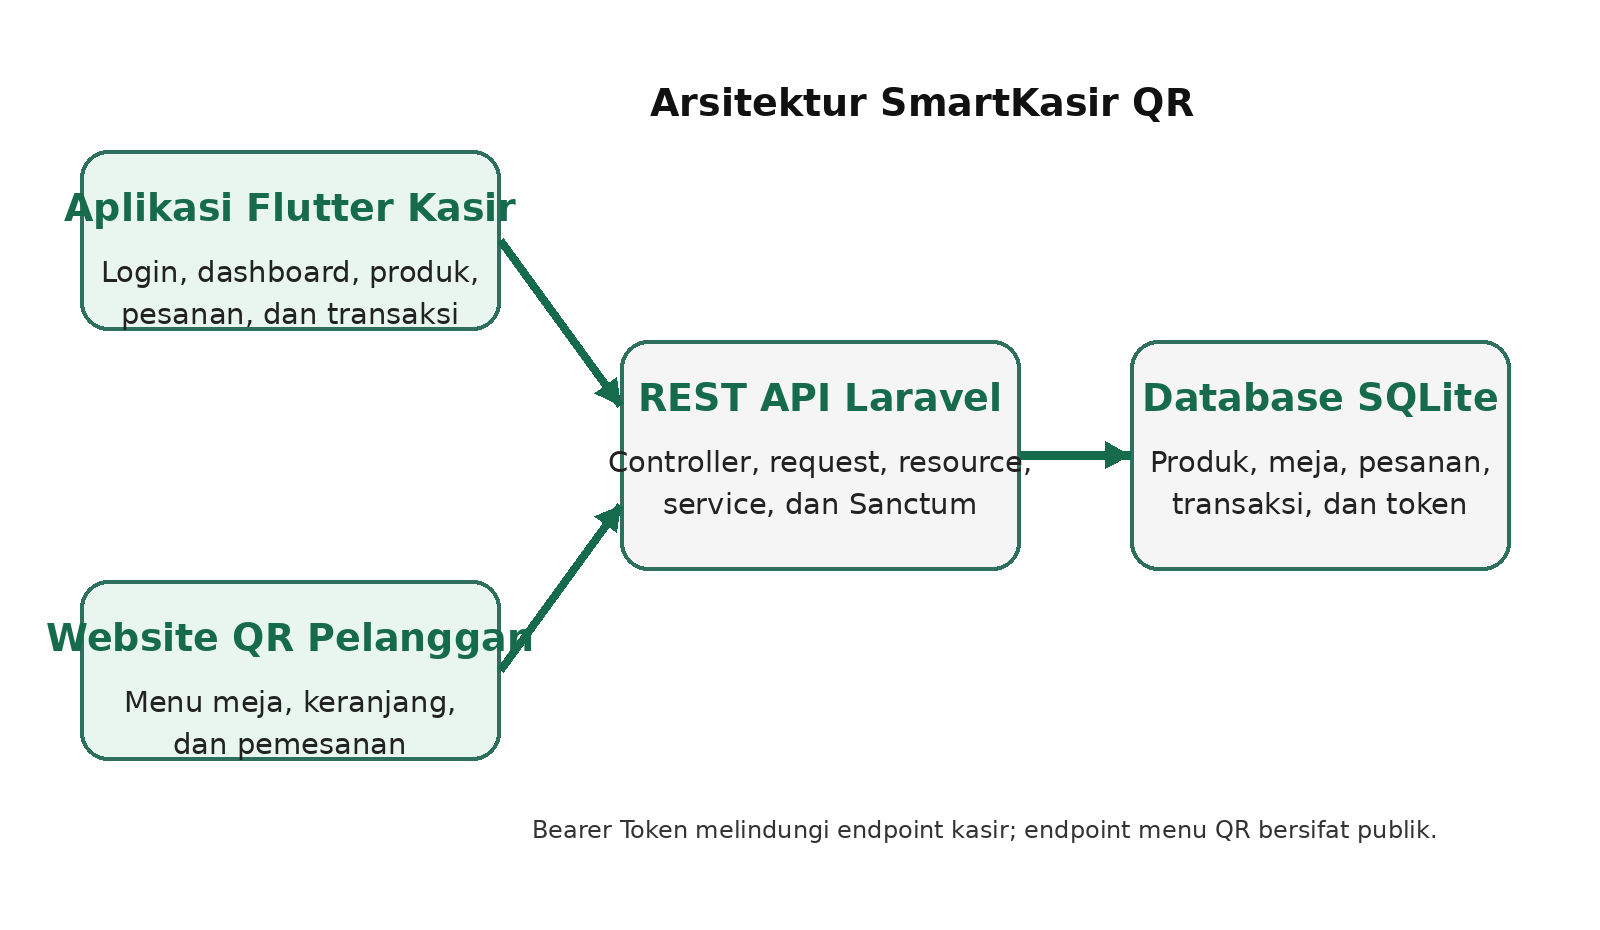 Arsitektur SmartKasir QR
Aplikasi Flutter Kasir
Login, dashboard, produk,
pesanan, dan transaksi
REST API Laravel
Controller, request, resource,
service, dan Sanctum
Database SQLite
Produk, meja, pesanan,
transaksi, dan token
Website QR Pelanggan
Menu meja, keranjang,
dan pemesanan
Bearer Token melindungi endpoint kasir; endpoint menu QR bersifat publik.